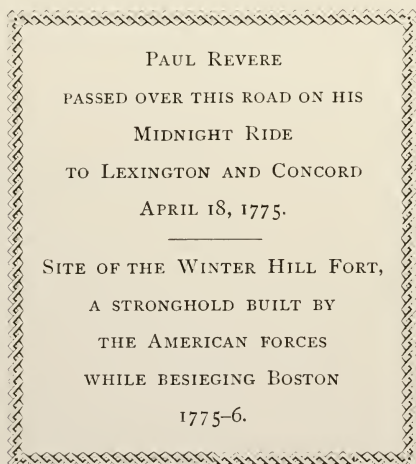 Paul Revere
passed over this road on his
Midnight Ride
to Lexington and Concord
April 18, 1775.
Site of the Winter Hill Fort,
a stronghold built by
the American forces
while besieging Boston
1775–6.